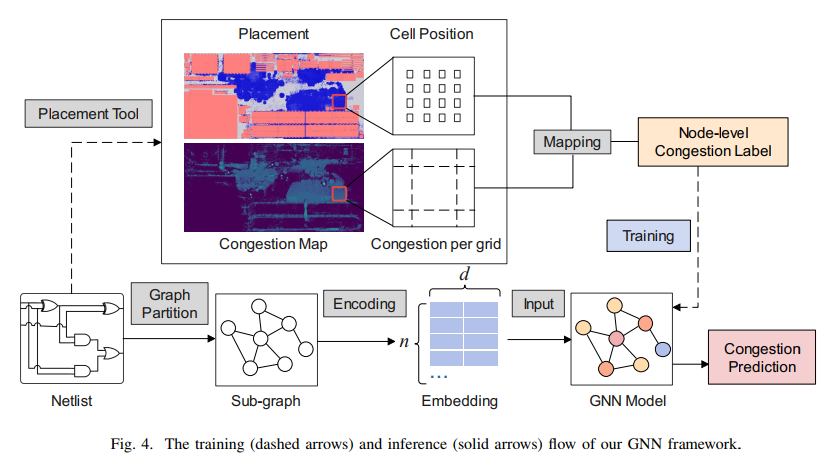 Placement
Cell Position
Placement Tool
Mapping
Node-level
Congestion Label
Congestion Map
Congestion per grid
Training
Graph
Partition
Encoding
d
Input
n
...
Congestion
Prediction
Netlist
Sub-graph
Embedding
GNN Model
Fig. 4. The training (dashed arrows) and inference (solid arrows) flow of our GNN framework.